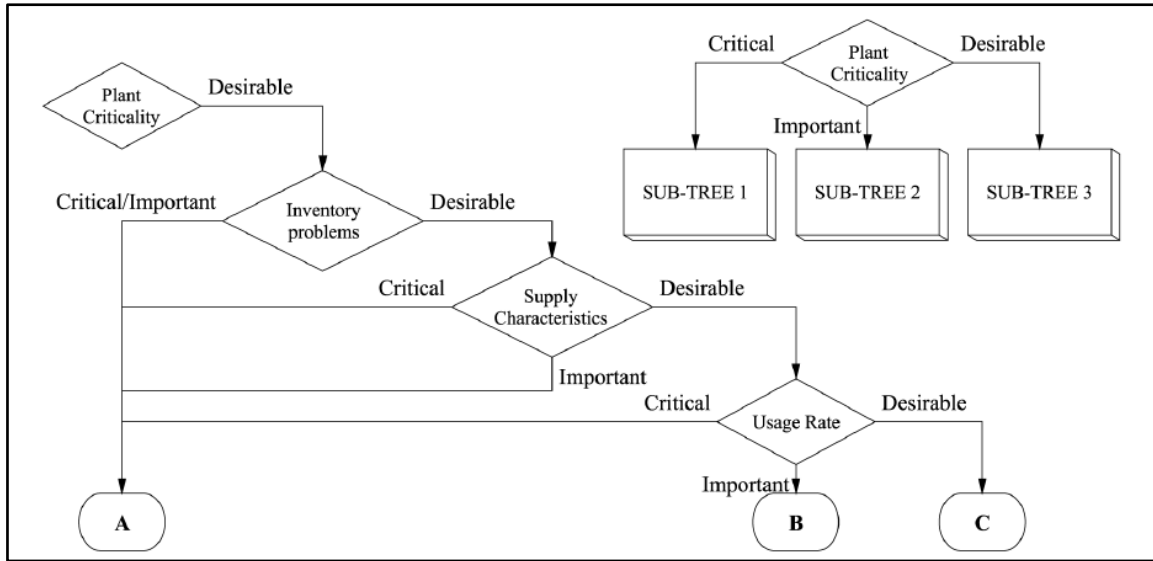 Critical
Plant
Criticality
Desirable
Plant
Criticality
Desirable
Important
SUB-TREE 1
SUB-TREE 2
SUB-TREE 3
Critical/Important
Inventory
problems
Desirable
Critical
Supply
Characteristics
Desirable
Important
Critical
Usage Rate
Desirable
Important
A
B
C